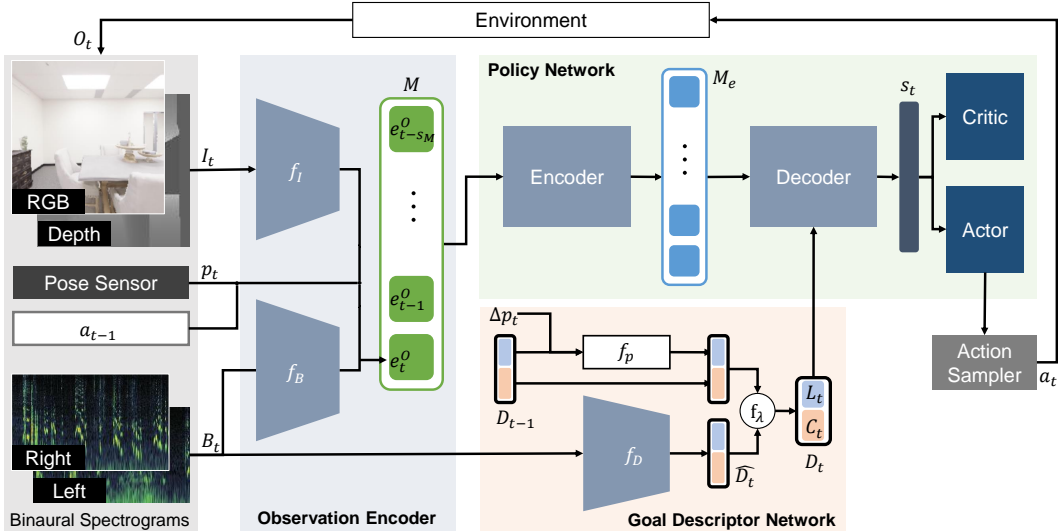 Environment
O_t
RGB
Depth
Pose Sensor
a_{t-1}
Right
Left
Binaural Spectrograms
I_t
p_t
B_t
f_I
f_B
M
e^O_{t-s_M}
e^O_{t-1}
e^O_t
Observation Encoder
Policy Network
Encoder
M_e
Decoder
s_t
Critic
Actor
Action
Sampler
a_t
Δp_t
f_p
D_{t-1}
f_λ
L_t
C_t
D_t
f_D
\widehat{D_t}
Goal Descriptor Network